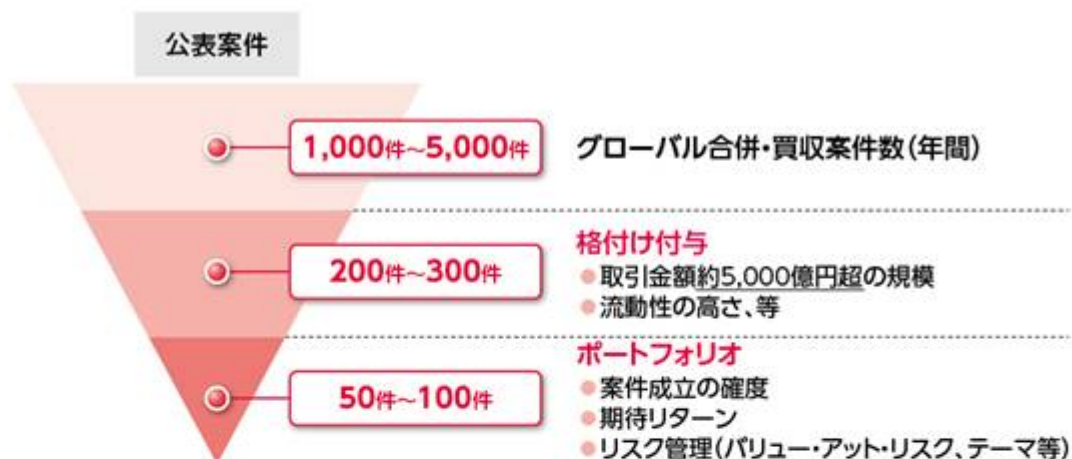 公表案件
1,000件~5,000件
グローバル合併・買収案件数(年間)
200件~300件
格付け付与
●取引金額約5,000億円超の規模
●流動性の高さ、等
50件~100件
ポートフォリオ
●案件成立の確度
●期待リターン
●リスク管理(バリュー・アット・リスク、テーマ等)